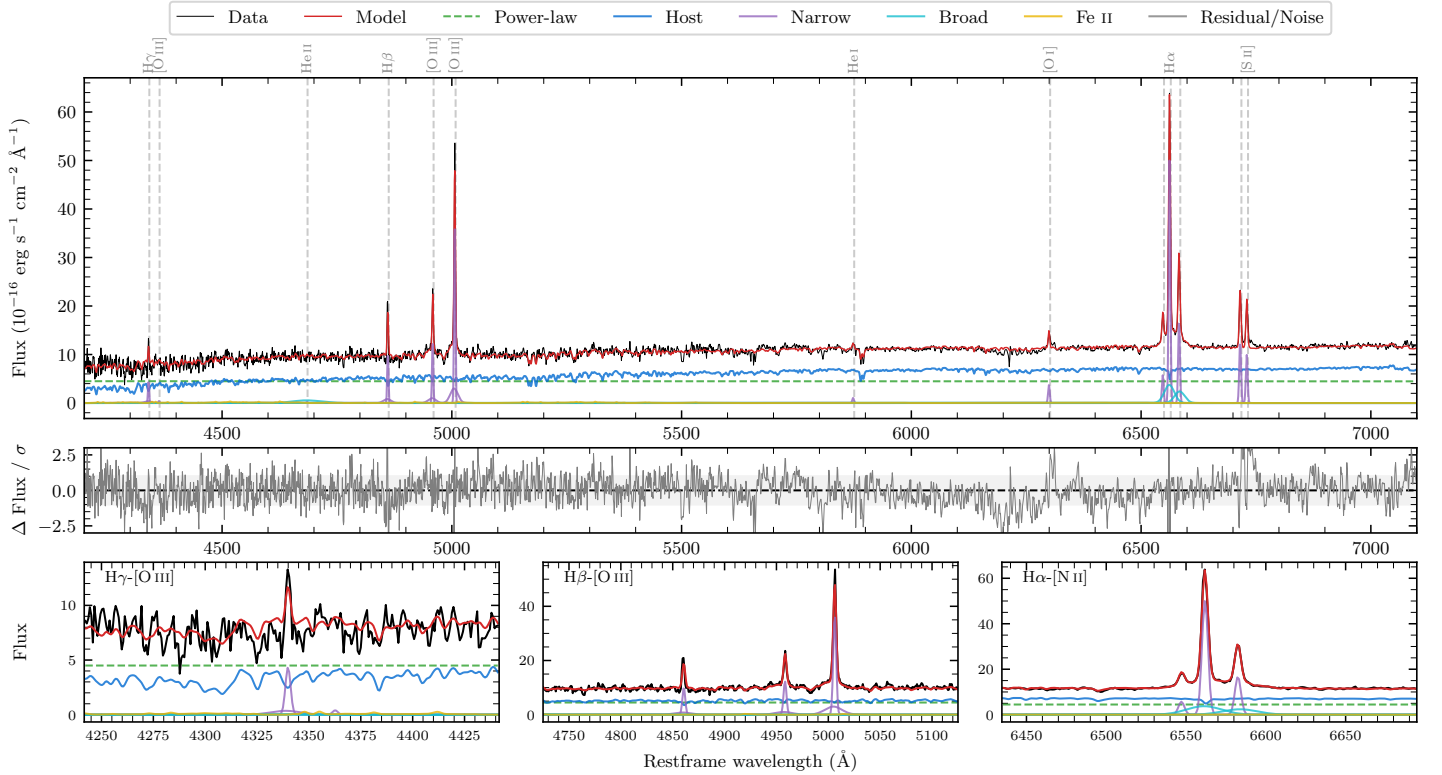 Data Model Power-law Host Narrow Broad Fe II Residual/Noise
Hγ [O III] He II Hβ [O III] [O III] He I [O I] Hα [S II]
Flux (10⁻¹⁶ erg s⁻¹ cm⁻² Å⁻¹)
60
50
40
30
20
10
0
4500 5000 5500 6000 6500 7000
Δ Flux / σ
2.5
0.0
−2.5
4500 5000 5500 6000 6500 7000
Flux
Hγ-[O III]
10
5
0
4250 4275 4300 4325 4350 4375 4400 4425
Hβ-[O III]
40
20
0
4750 4800 4850 4900 4950 5000 5050 5100
Hα-[N II]
60
40
20
0
6450 6500 6550 6600 6650
Restframe wavelength (Å)